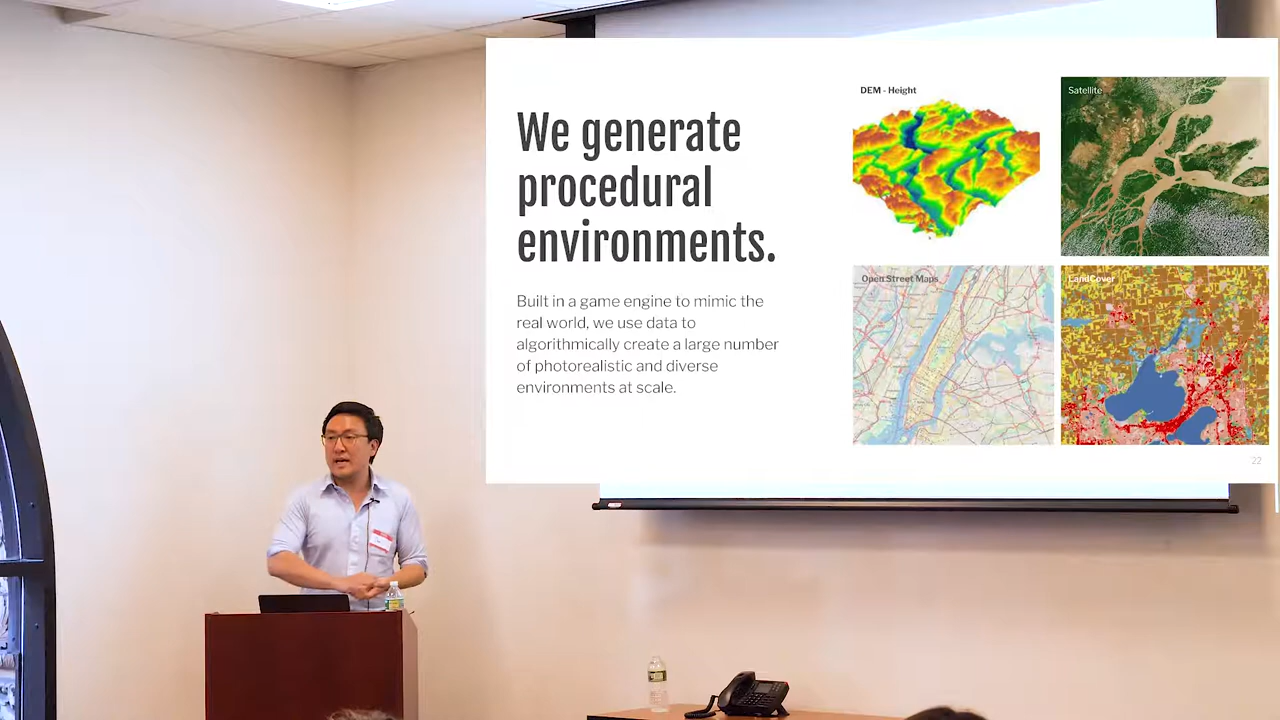 We generate
procedural
environments.
Built in a game engine to mimic the
real world, we use data to
algorithmically create a large number
of photorealistic and diverse
environments at scale.
DEM - Height
Satellite
Open Street Maps
LandCover
22